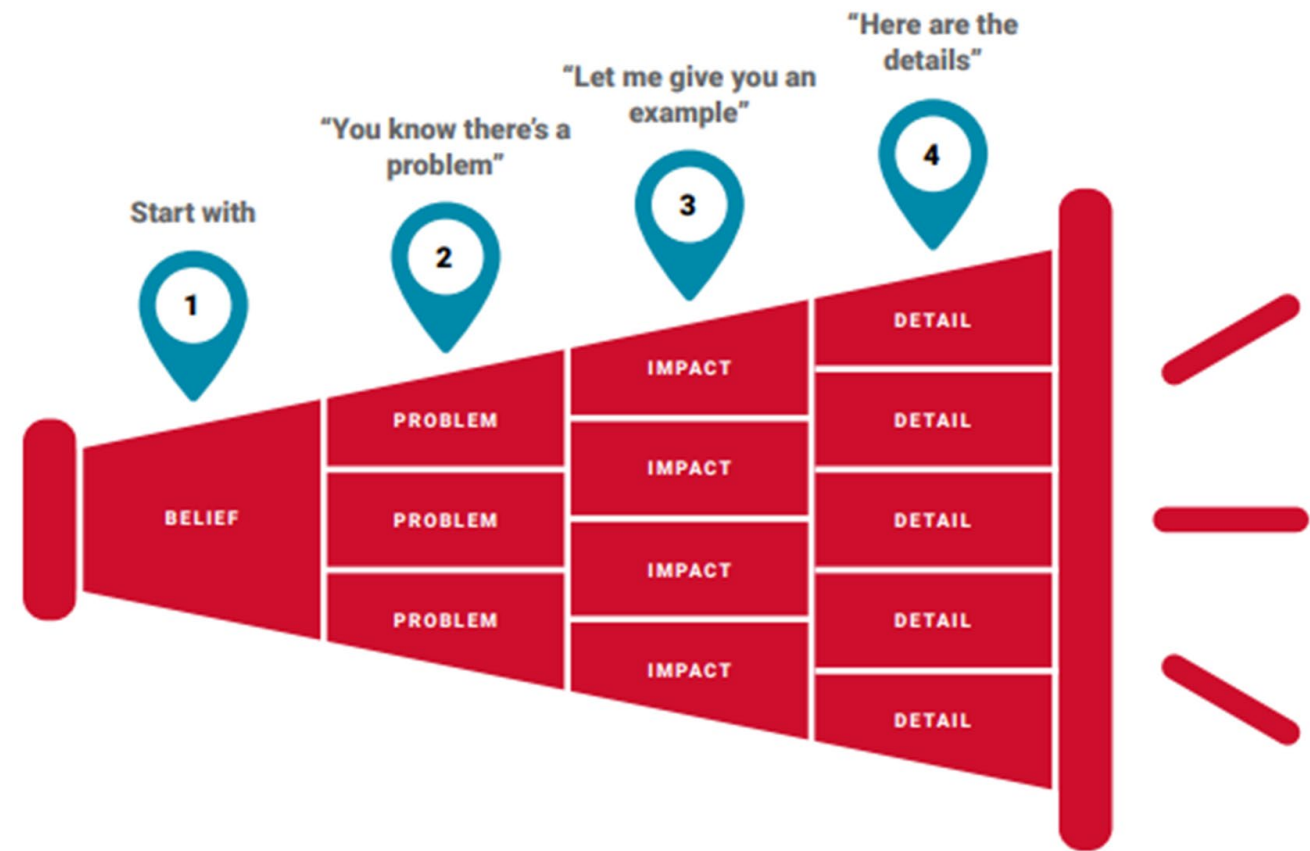 Start with
1
BELIEF
“You know there’s a
problem”
2
PROBLEM
PROBLEM
PROBLEM
“Let me give you an
example”
3
IMPACT
IMPACT
IMPACT
IMPACT
“Here are the
details”
4
DETAIL
DETAIL
DETAIL
DETAIL
DETAIL